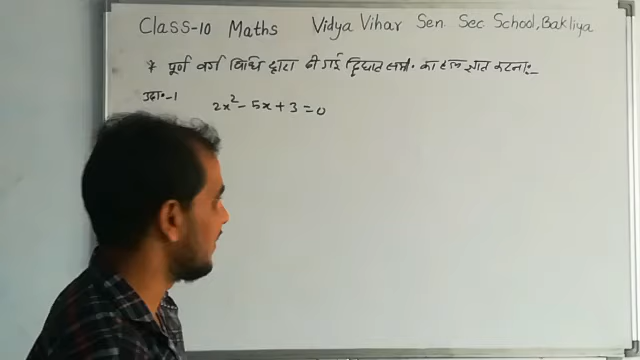 Class-10 Maths Vidya Vihar Sen. Sec School, Bakliya
* पूर्ण वर्ग विधि द्वारा दी गई द्विघात समी. का हल ज्ञात करना:-
उदा.-1 2x² - 5x + 3 = 0